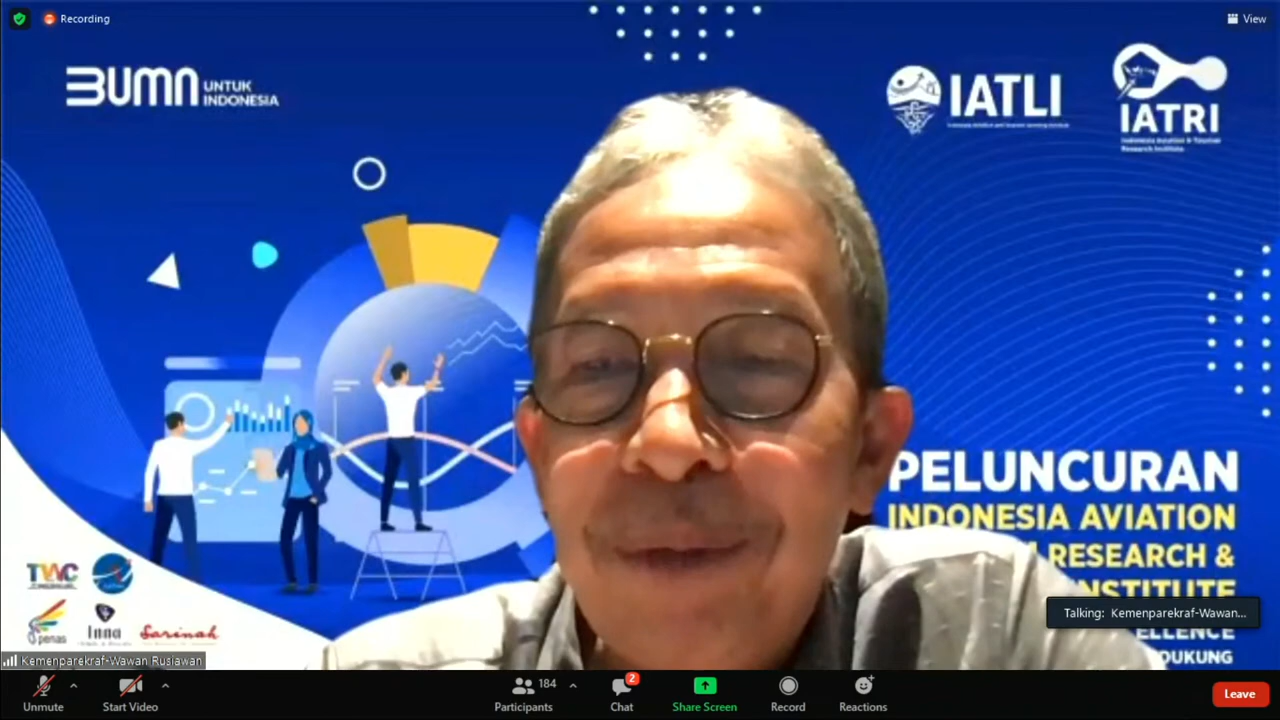 Recording
View
BUMN UNTUK
INDONESIA
IATLI
IATRI
Indonesia Aviation & Tourism
Research Institute
PELUNCURAN
INDONESIA AVIATION
RESEARCH &
INSTITUTE
Talking: Kemenparekraf-Wawan...
ELLENCE
DUKUNG
TWC
penas
Inna
Sarinah
Kemenparekraf-Wawan Rusiawan
Unmute
Start Video
Participants
184
Chat
2
Share Screen
Record
Reactions
Leave